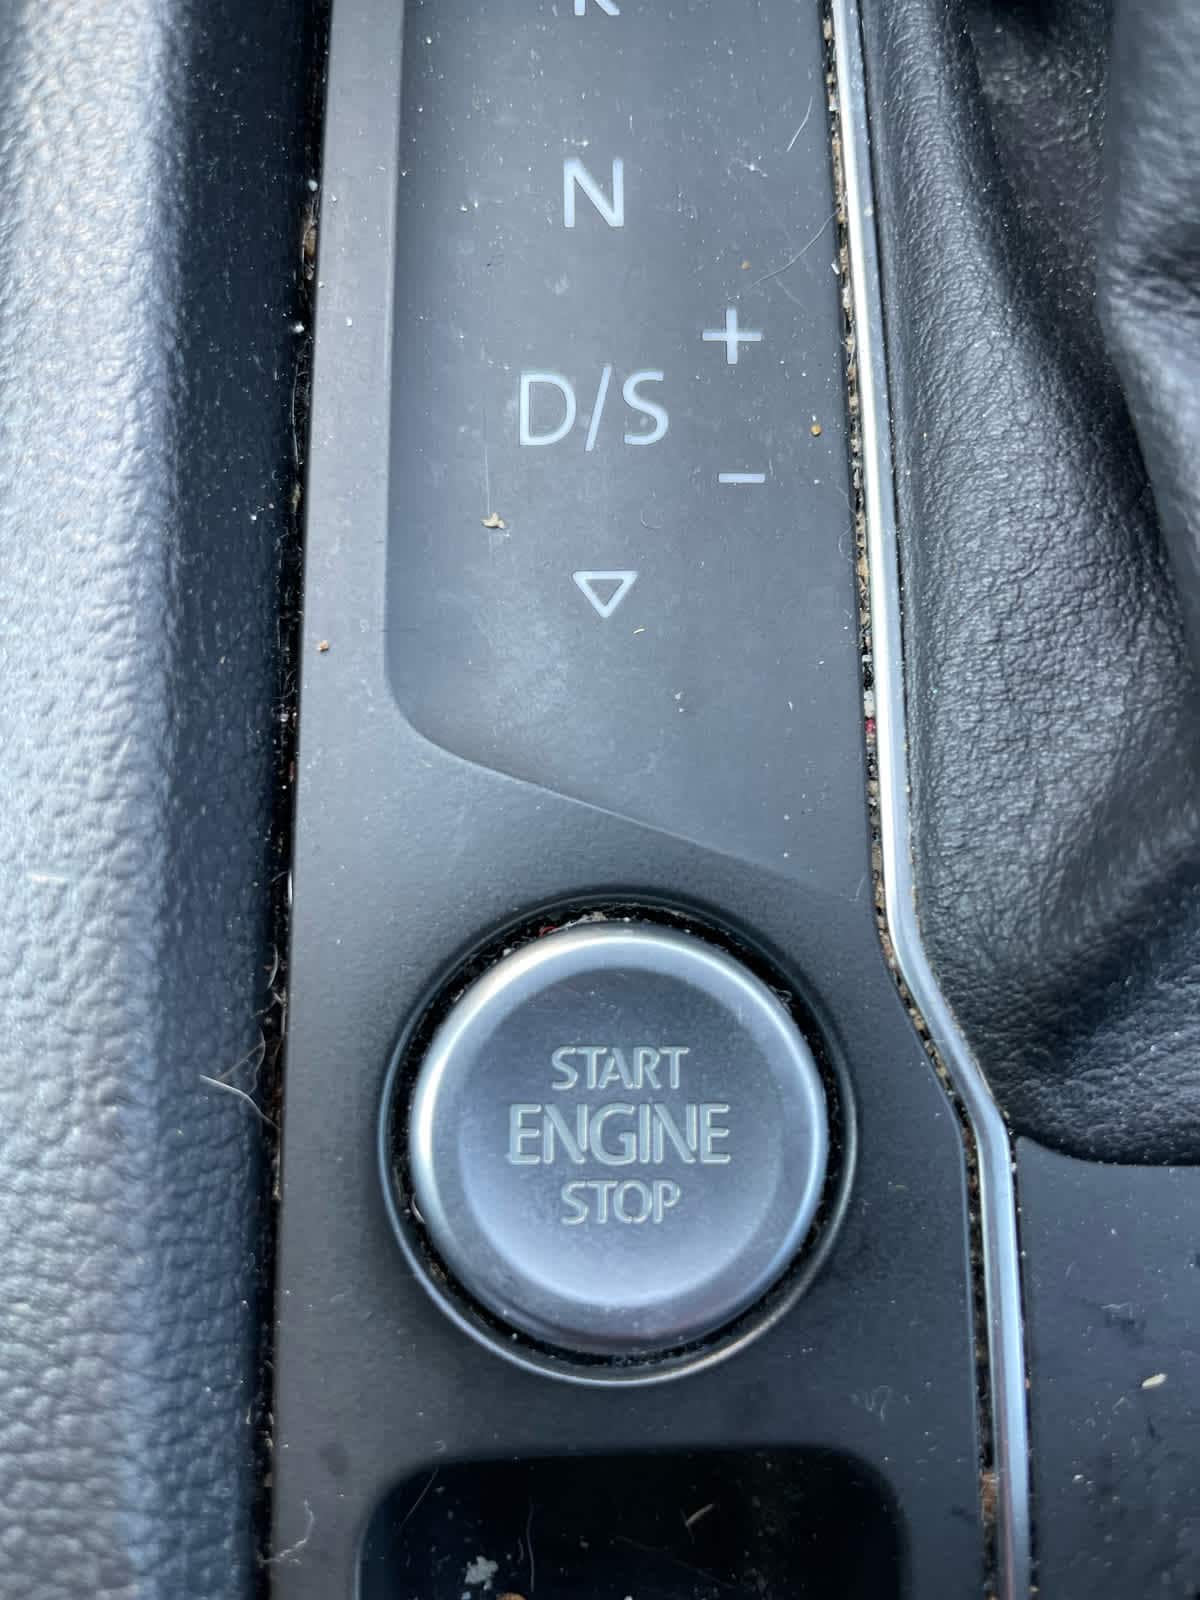 R
N
+
D/S
-
START
ENGINE
STOP